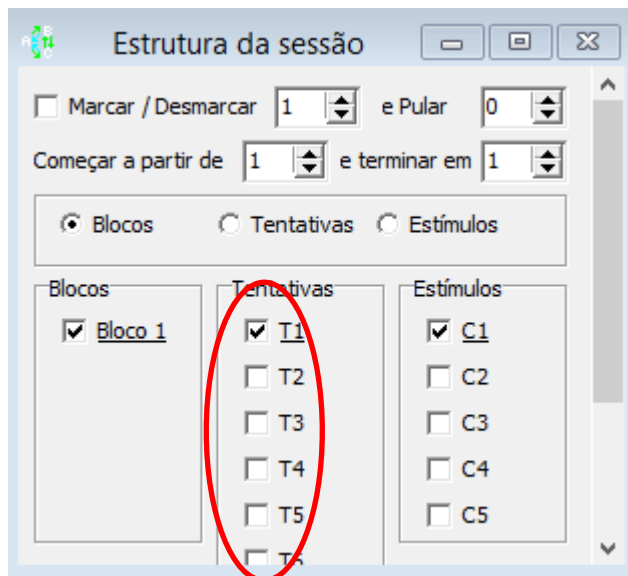 Estrutura da sessão
Marcar / Desmarcar 1 e Pular 0
Começar a partir de 1 e terminar em 1
Blocos Tentativas Estímulos
Blocos Tentativas Estímulos
Bloco 1 T1 C1
T2 C2
T3 C3
T4 C4
T5 C5
T6